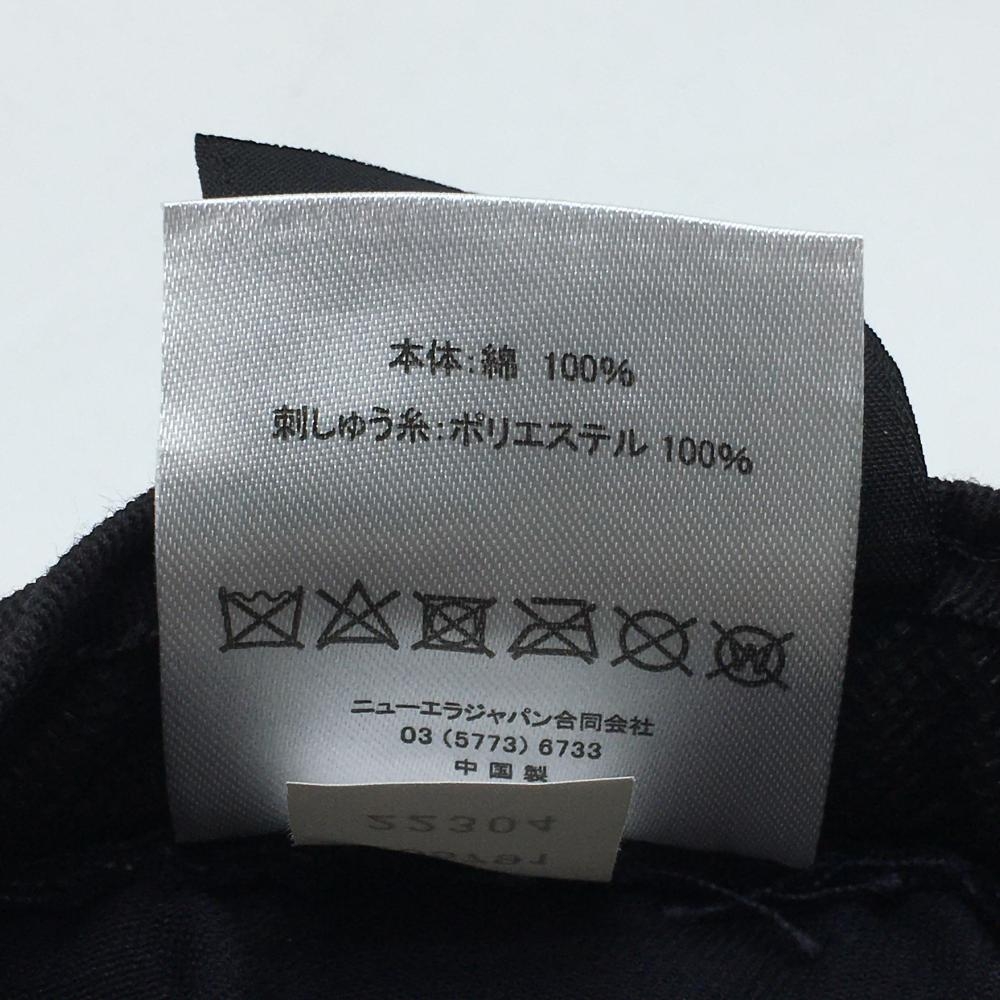 本体:綿 100%
刺しゅう糸:ポリエステル 100%
W
ニューエラジャパン合同会社
03 (5773) 6733
中国製
22304